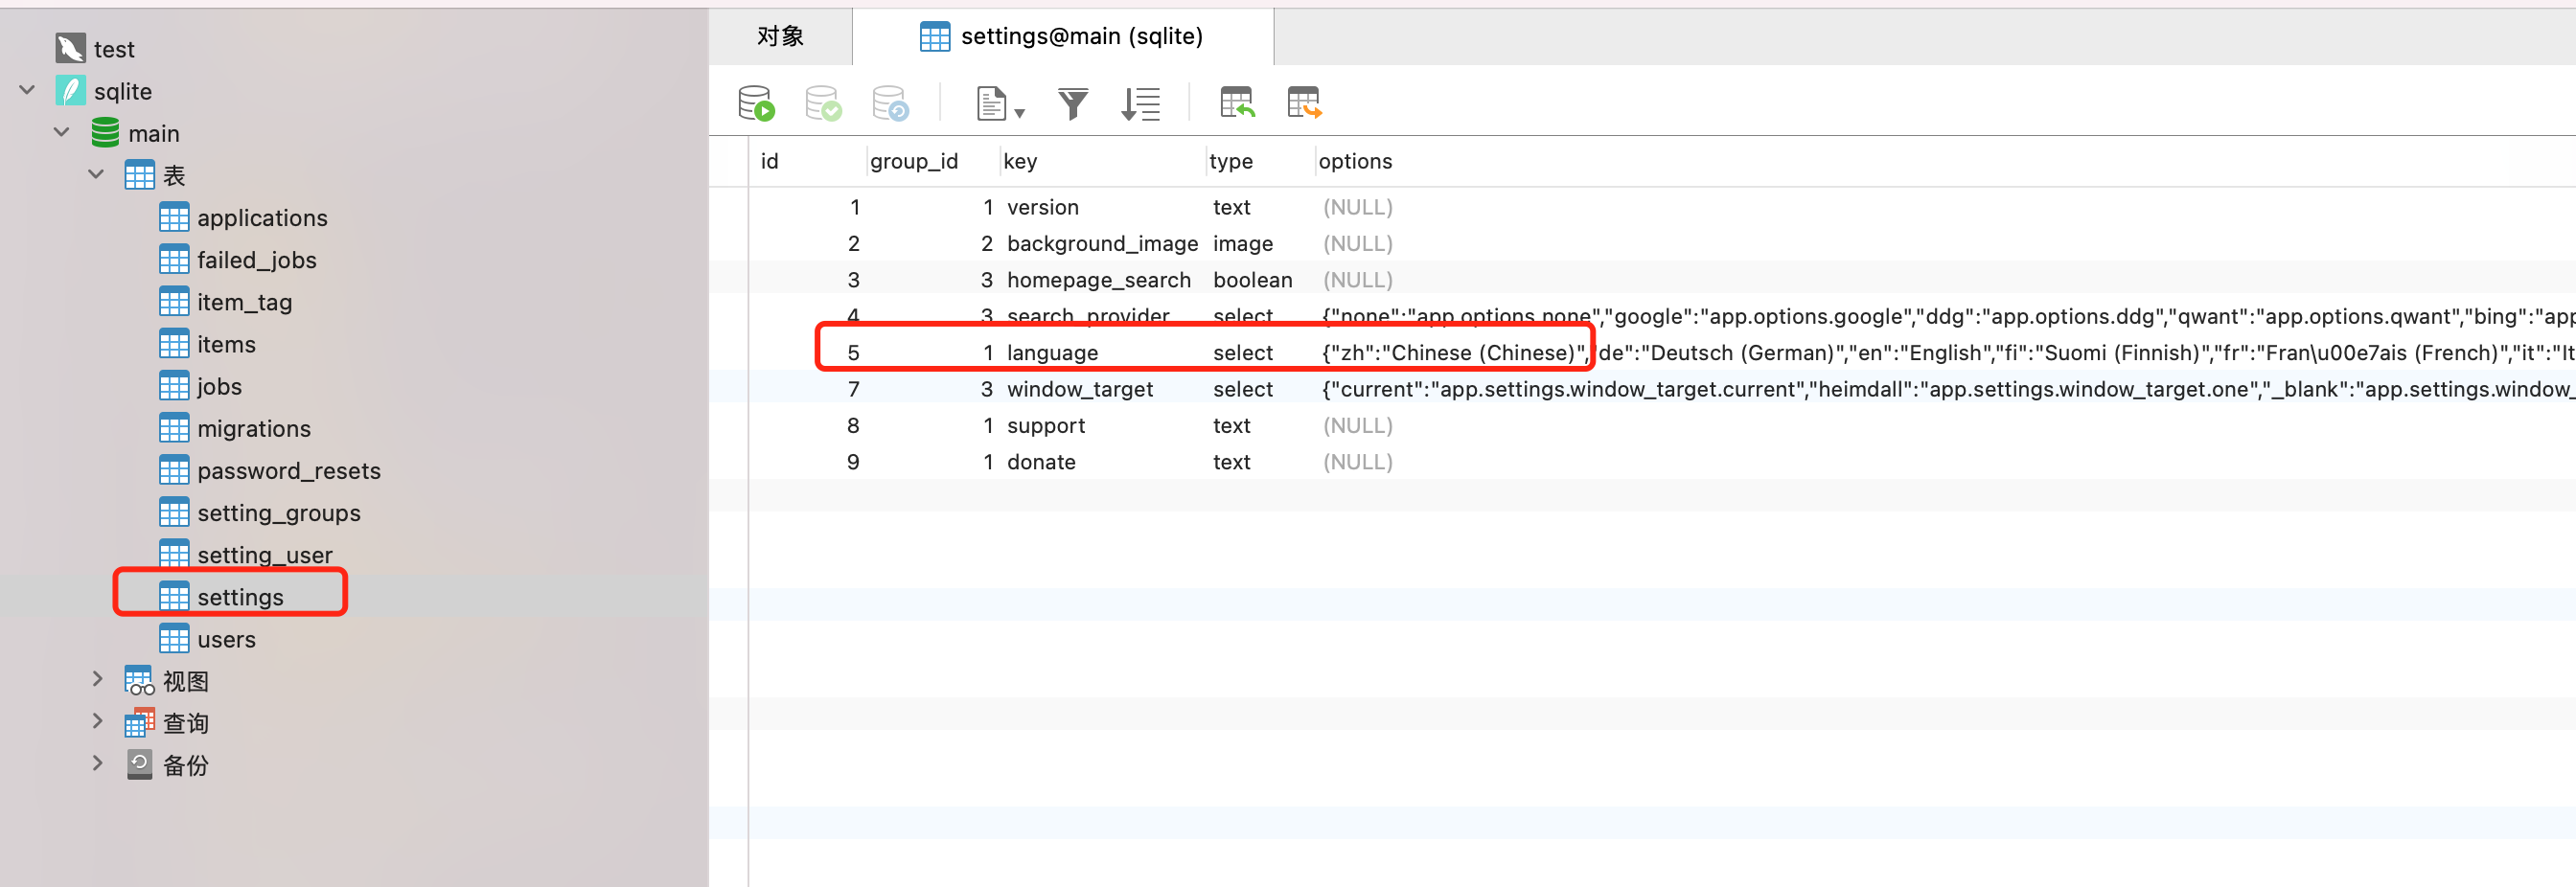 test
sqlite
main
表
applications
failed_jobs
item_tag
items
jobs
migrations
password_resets
setting_groups
setting_user
settings
users
视图
查询
备份
对象
settings@main (sqlite)
id group_id key type options
1 1 version text (NULL)
2 2 background_image image (NULL)
3 3 homepage_search boolean (NULL)
4 3 search_provider select {"none":"app.options.none","google":"app.options.google","ddg":"app.options.ddg","qwant":"app.options.qwant","bing":"app
5 1 language select {"zh":"Chinese (Chinese)","de":"Deutsch (German)","en":"English","fi":"Suomi (Finnish)","fr":"Fran\u00e7ais (French)","it":"It
7 3 window_target select {"current":"app.settings.window_target.current","heimdall":"app.settings.window_target.one","_blank":"app.settings.window_
8 1 support text (NULL)
9 1 donate text (NULL)